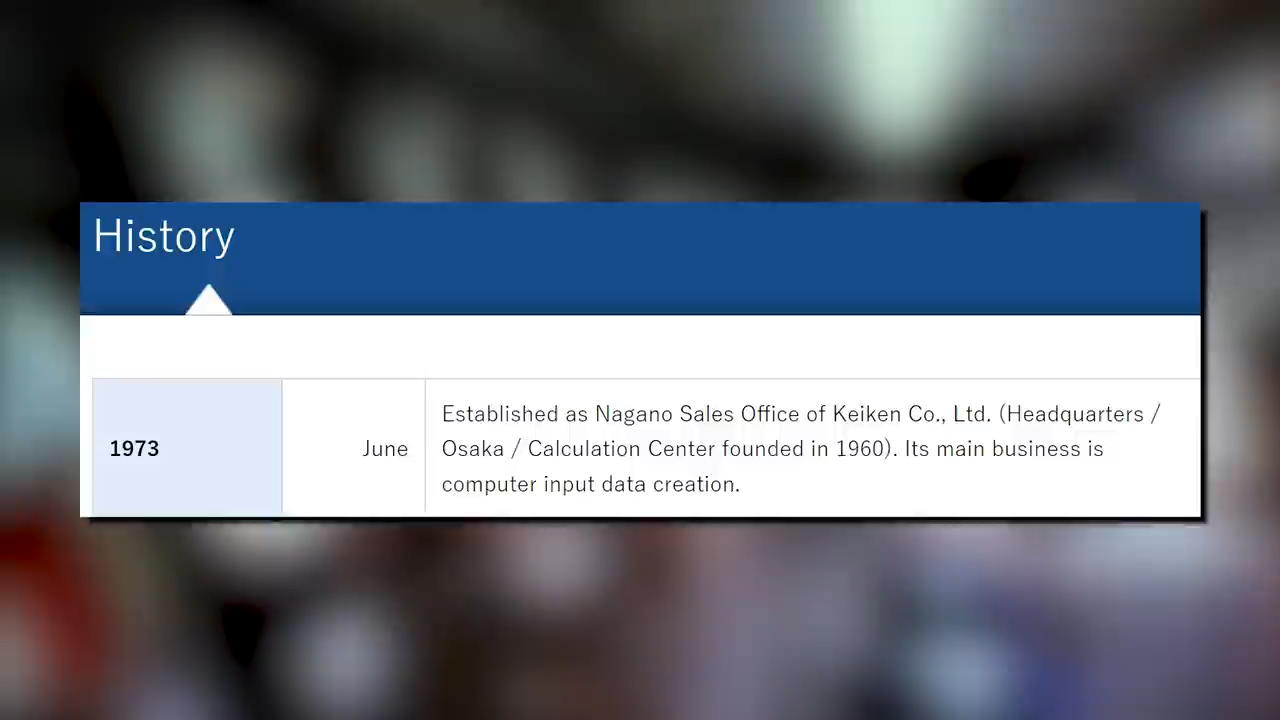 History
1973
June
Established as Nagano Sales Office of Keiken Co., Ltd. (Headquarters /
Osaka / Calculation Center founded in 1960). Its main business is
computer input data creation.